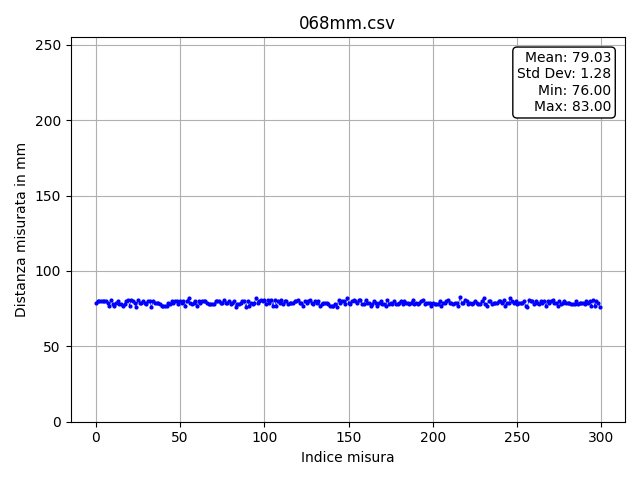 068mm.csv
Mean: 79.03
Std Dev: 1.28
Min: 76.00
Max: 83.00
Distanza misurata in mm
250
200
150
100
50
0
0 50 100 150 200 250 300
Indice misura